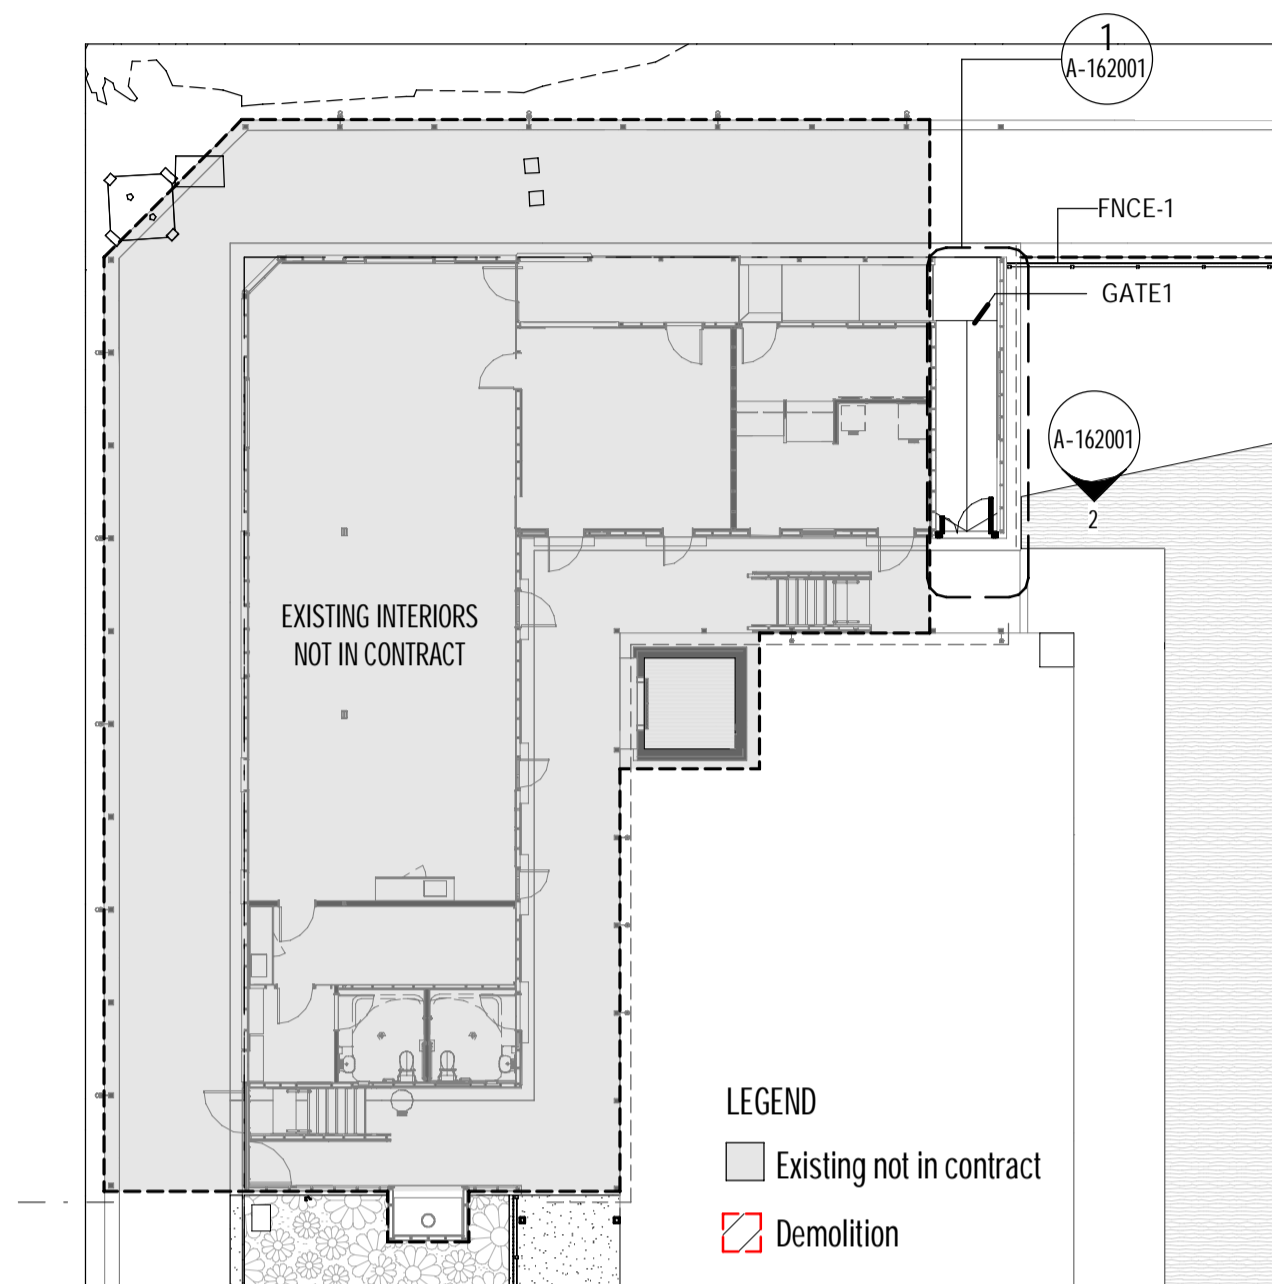 1
A-162001
FNCE-1
GATE1
A-162001
2
EXISTING INTERIORS
NOT IN CONTRACT
LEGEND
Existing not in contract
Demolition